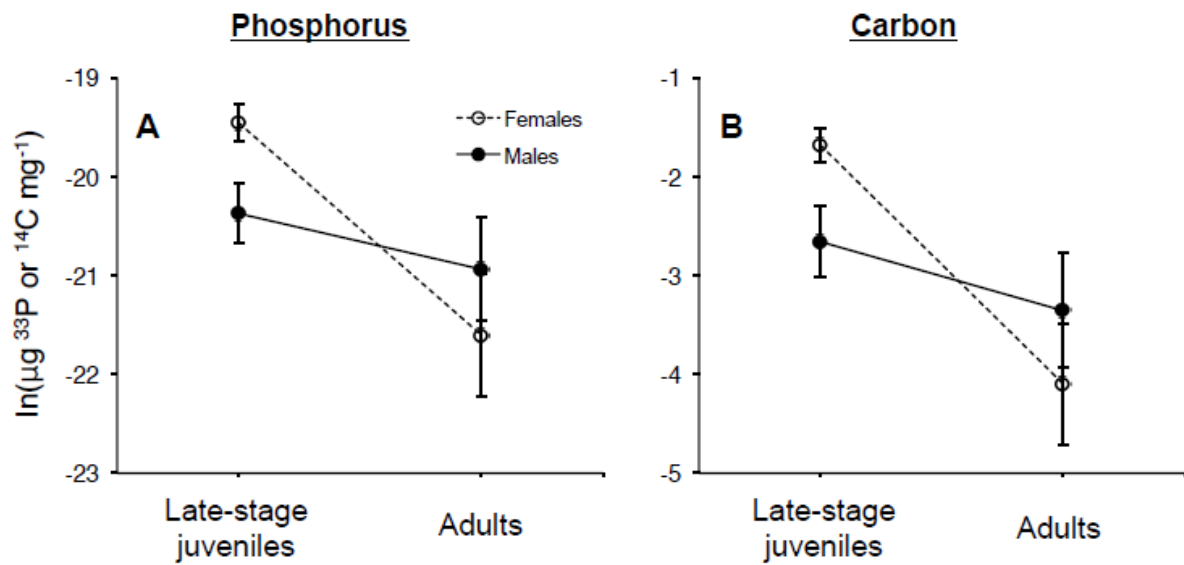 Phosphorus
Carbon
A
B
Females
Males
-19
-20
-21
-22
-23
-1
-2
-3
-4
-5
ln(µg ³³P or ¹⁴C mg⁻¹)
Late-stage
juveniles
Adults
Late-stage
juveniles
Adults